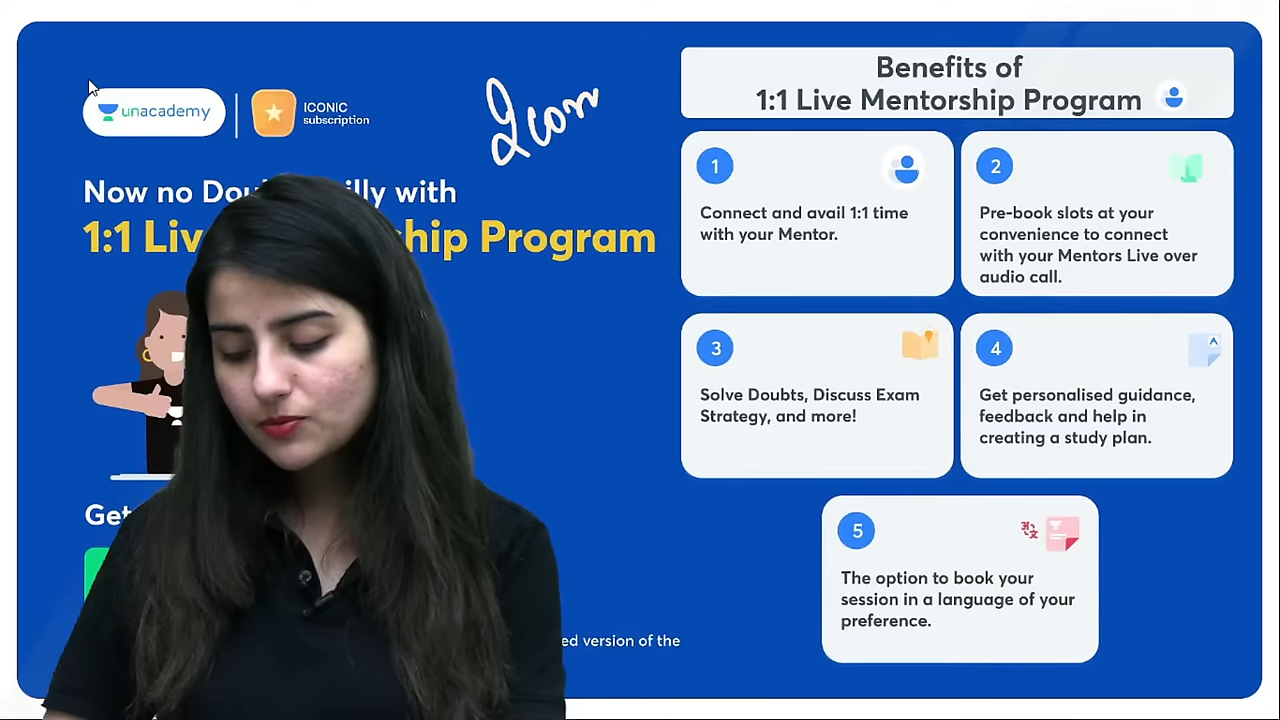 unacademy
ICONIC
subscription
Icon
Now no Dou illy with
1:1 Liv hip Program
Get
ed version of the
Benefits of
1:1 Live Mentorship Program
1
Connect and avail 1:1 time
with your Mentor.
2
Pre-book slots at your
convenience to connect
with your Mentors Live over
audio call.
3
Solve Doubts, Discuss Exam
Strategy, and more!
4
A
Get personalised guidance,
feedback and help in
creating a study plan.
5
The option to book your
session in a language of your
preference.